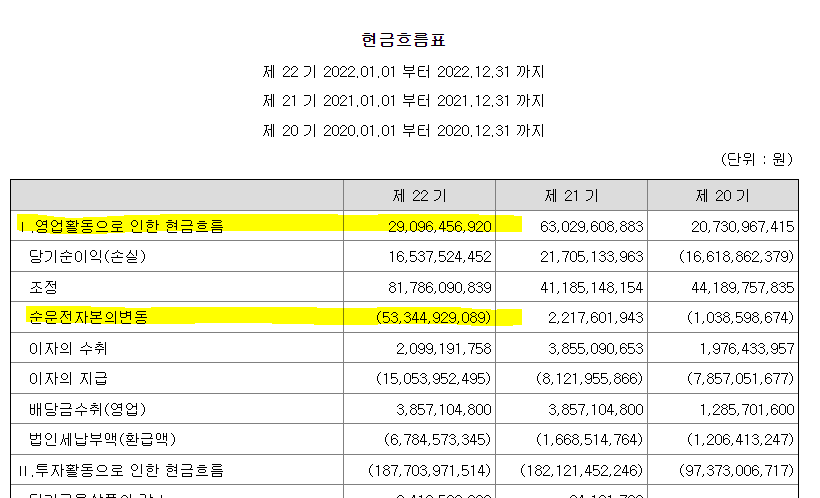 현금흐름표
제 22 기 2022.01.01 부터 2022.12.31 까지
제 21 기 2021.01.01 부터 2021.12.31 까지
제 20 기 2020.01.01 부터 2020.12.31 까지
(단위 : 원)
제 22 기 제 21 기 제 20 기
Ⅰ.영업활동으로 인한 현금흐름 29,096,456,920 63,029,608,883 20,730,967,415
당기순이익(손실) 16,537,524,452 21,705,133,963 (16,618,862,379)
조정 81,786,090,839 41,185,148,154 44,189,757,835
순운전자본의변동 (53,344,929,089) 2,217,601,943 (1,038,598,674)
이자의 수취 2,099,191,758 3,855,090,653 1,976,433,957
이자의 지급 (15,053,952,495) (8,121,955,866) (7,857,051,677)
배당금수취(영업) 3,857,104,800 3,857,104,800 1,285,701,600
법인세납부액(환급액) (6,784,573,345) (1,668,514,764) (1,206,413,247)
Ⅱ.투자활동으로 인한 현금흐름 (187,703,971,514) (182,121,452,246) (97,373,006,717)